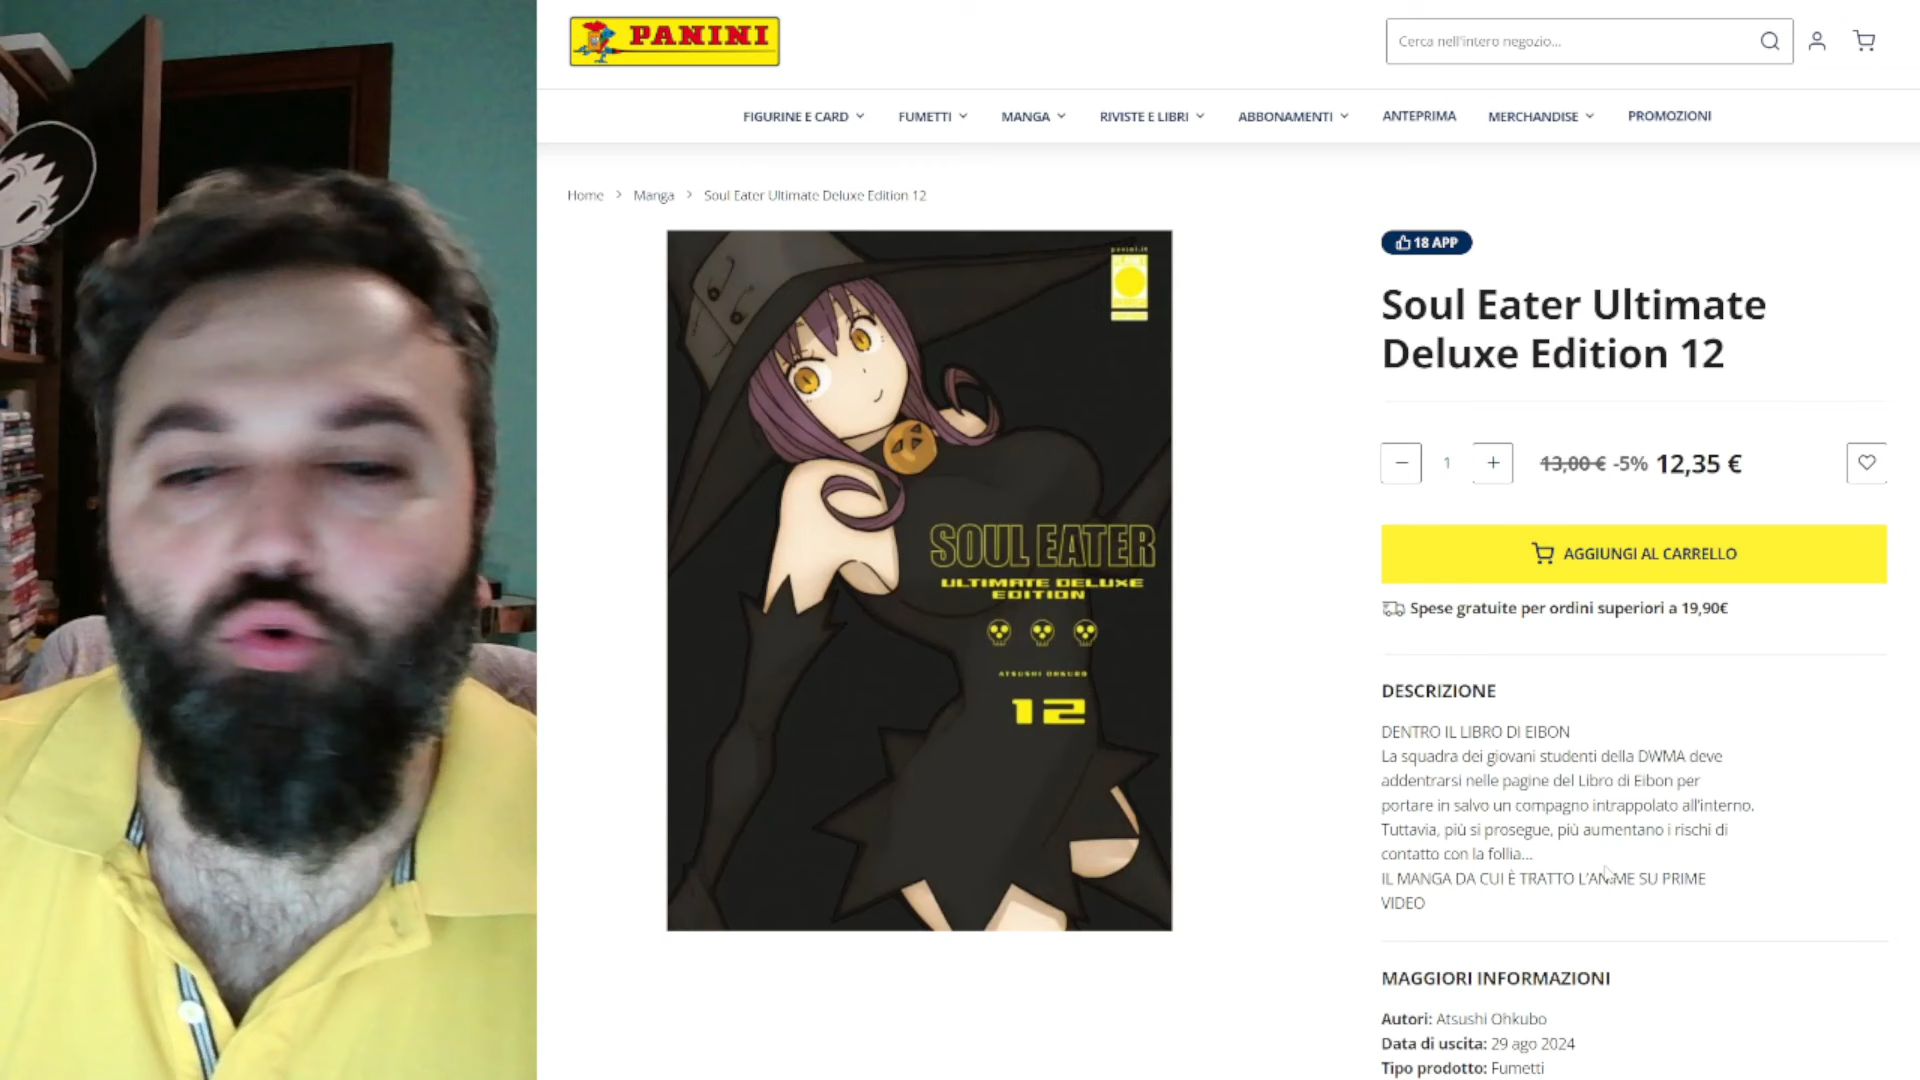 PANINI
Cerca nell'intero negozio...
FIGURINE E CARD
FUMETTI
MANGA
RIVISTE E LIBRI
ABBONAMENTI
ANTEPRIMA
MERCHANDISE
PROMOZIONI
Home > Manga > Soul Eater Ultimate Deluxe Edition 12
panini.it
SOUL EATER
ULTIMATE DELUXE
EDITION
ATSUSHI OHKUBO
12
18 APP
Soul Eater Ultimate
Deluxe Edition 12
1
13,00 € -5% 12,35 €
AGGIUNGI AL CARRELLO
Spese gratuite per ordini superiori a 19,90€
DESCRIZIONE
DENTRO IL LIBRO DI EIBON
La squadra dei giovani studenti della DWMA deve
addentrarsi nelle pagine del Libro di Eibon per
portare in salvo un compagno intrappolato all'interno.
Tuttavia, più si prosegue, più aumentano i rischi di
contatto con la follia...
IL MANGA DA CUI È TRATTO L'ANIME SU PRIME
VIDEO
MAGGIORI INFORMAZIONI
Autori: Atsushi Ohkubo
Data di uscita: 29 ago 2024
Tipo prodotto: Fumetti